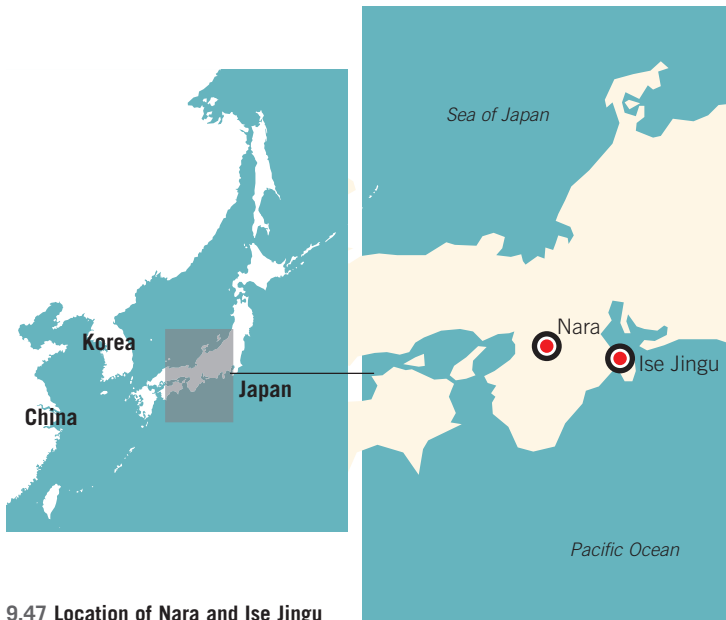 Korea
China
Japan
Sea of Japan
Nara
Ise Jingu
Pacific Ocean
9.47 Location of Nara and Ise Jingu